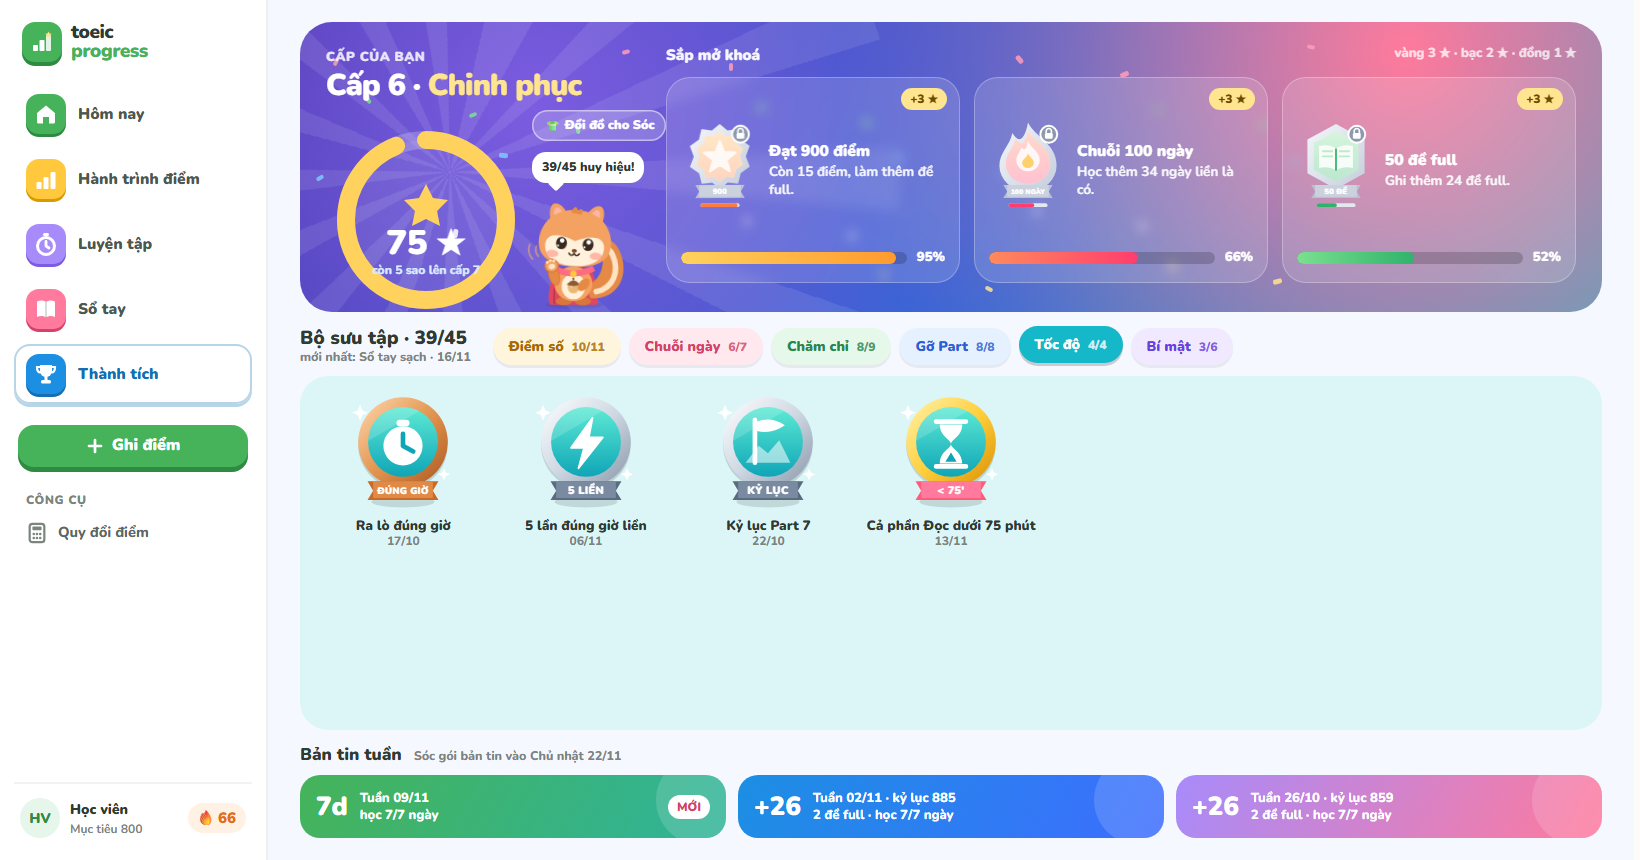 toeic
progress
Hôm nay
Hành trình điểm
Luyện tập
Sổ tay
Thành tích
+ Ghi điểm
CÔNG CỤ
Quy đổi điểm
HV
Học viên
Mục tiêu 800
66
CẤP CỦA BẠN
Cấp 6 · Chinh phục
Đổi đồ cho Sóc
39/45 huy hiệu!
75 ★
còn 5 sao lên cấp 7
Sắp mở khoá
vàng 3 ★ · bạc 2 ★ · đồng 1 ★
+3 ★
900
Đạt 900 điểm
Còn 15 điểm, làm thêm đề
full.
95%
+3 ★
100 NGÀY
Chuỗi 100 ngày
Học thêm 34 ngày liền là
có.
66%
+3 ★
50 ĐỀ
50 đề full
Ghi thêm 24 đề full.
52%
Bộ sưu tập · 39/45
mới nhất: Sổ tay sạch · 16/11
Điểm số 10/11
Chuỗi ngày 6/7
Chăm chỉ 8/9
Gỡ Part 8/8
Tốc độ 4/4
Bí mật 3/6
ĐÚNG GIỜ
Ra lò đúng giờ
17/10
5 LIỀN
5 lần đúng giờ liền
06/11
KỶ LỤC
Kỷ lục Part 7
22/10
< 75'
Cả phần Đọc dưới 75 phút
13/11
Bản tin tuần
Sóc gói bản tin vào Chủ nhật 22/11
7d
Tuần 09/11
học 7/7 ngày
MỚI
+26
Tuần 02/11 · kỷ lục 885
2 đề full · học 7/7 ngày
+26
Tuần 26/10 · kỷ lục 859
2 đề full · học 7/7 ngày